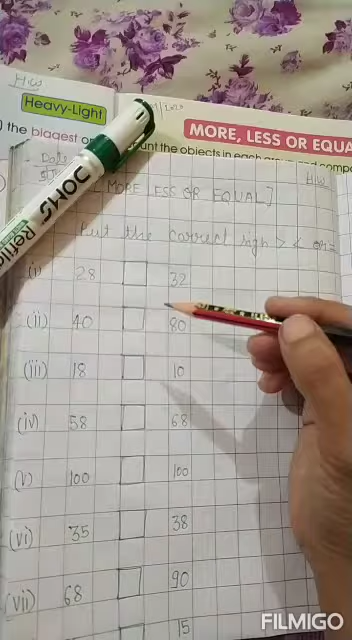 H.W
Heavy-Light
MORE, LESS OR EQUA
the biggest
unt the objects in each
Date
H.W
[MORE LESS OR EQUAL]
Put the correct sign > < or =
(i) 28 32
(ii) 40 80
(iii) 18 10
(iv) 58 68
(v) 100 100
(vi) 35 38
(vii) 68 90
15
DOMS
Refilla
FILMIGO